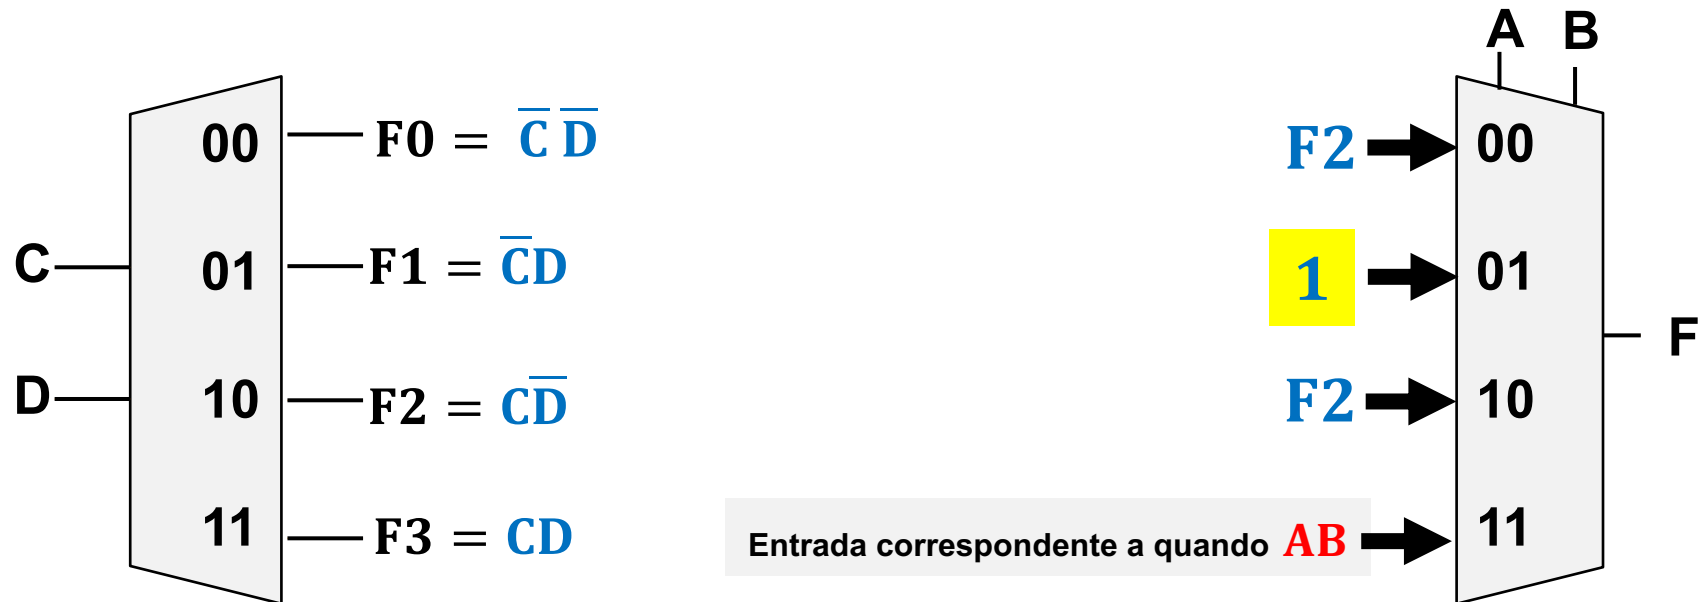 A B
00 F0 = C̅ D̅ F2 00
C 01 F1 = C̅D 1 01
F
D 10 F2 = CD̅ F2 10
11 F3 = CD Entrada correspondente a quando AB 11